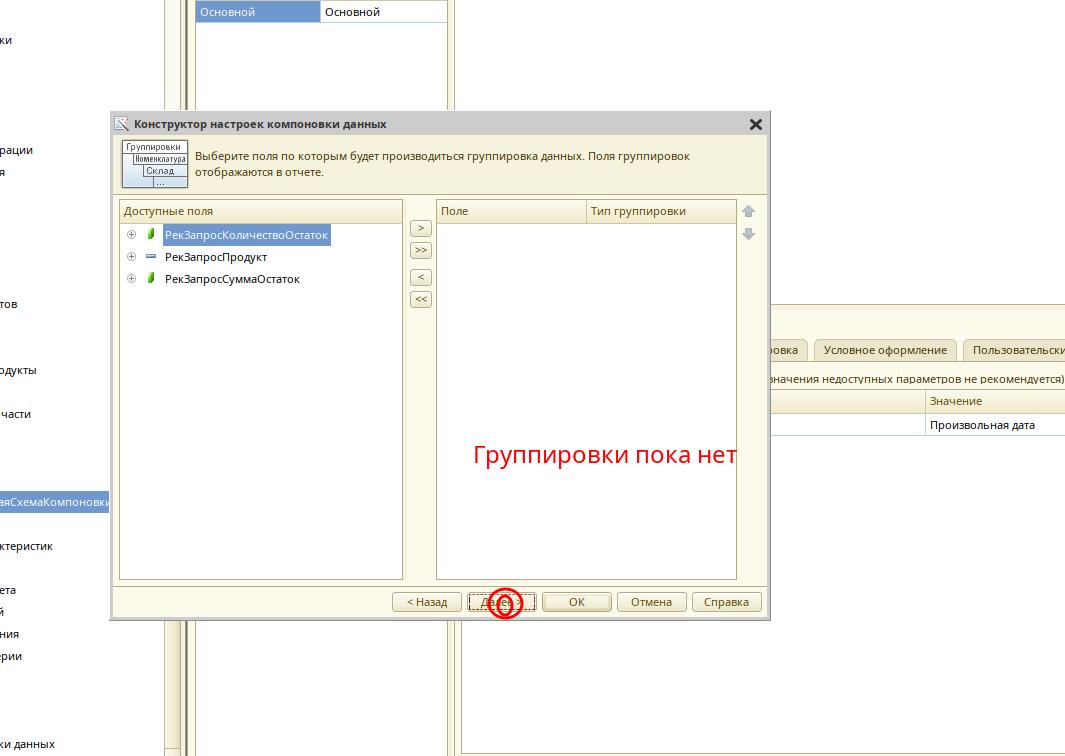 Основной Основной
ки
Конструктор настроек компоновки данных
Группировки
Номенклатура
Склад
...
Выберите поля по которым будет производиться группировка данных. Поля группировок
отображаются в отчете.
рации
я
Доступные поля
Поле Тип группировки
РекЗапросКоличествоОстаток
РекЗапросПродукт
РекЗапросСуммаОстаток
>
>>
<
<<
тов
овка Условное оформление Пользовательски
одукты
значения недоступных параметров не рекомендуется)
Значение
части
Произвольная дата
Группировки пока нет
аяСхемаКомпоновки
ктеристик
ета
< Назад Далее > ОК Отмена Справка
й
ния
ерии
ки данных